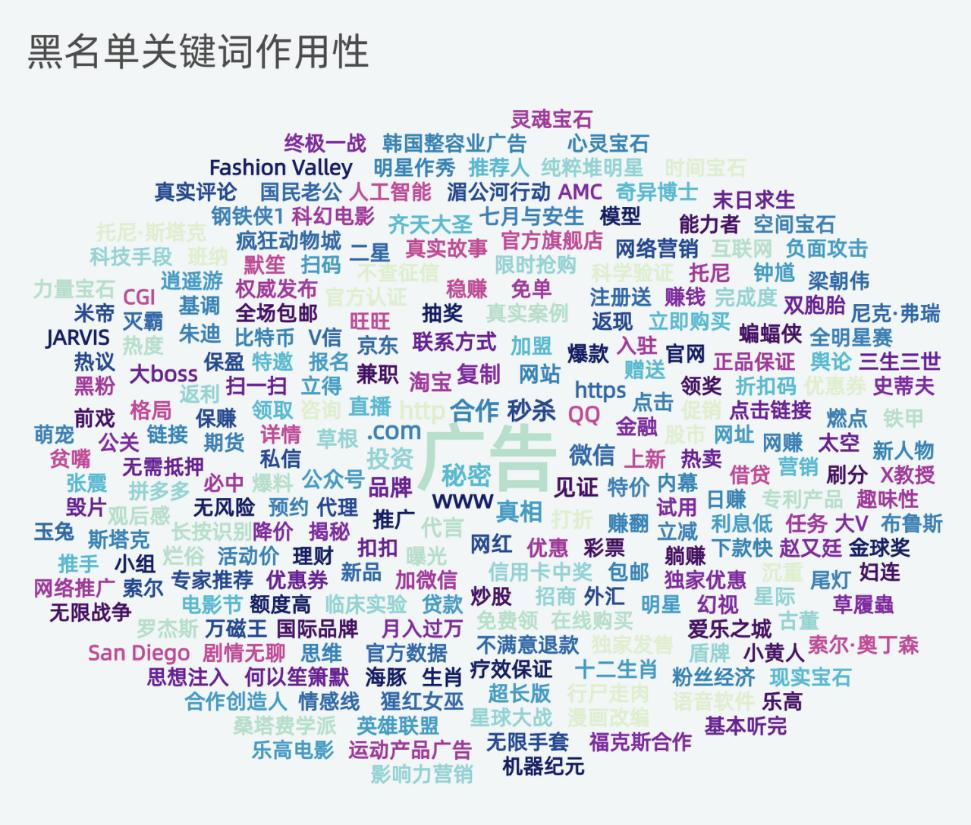 黑名单关键词作用性
灵魂宝石
终极一战 韩国整容业广告 心灵宝石
Fashion Valley 明星作秀 推荐人 纯粹堆明星 时间宝石
真实评论 国民老公 人工智能 湄公河行动 AMC 奇异博士 末日求生
钢铁侠1 科幻电影 齐天大圣 七月与安生 模型 能力者 空间宝石
托尼·斯塔克 疯狂动物城 二星 真实故事 官方旗舰店 网络营销 互联网 负面攻击
科技手段 班纳 默笙 扫码 不查征信 限时抢购 科学验证 托尼 钟馗 梁朝伟
力量宝石 CGI 逍遥游 基调 权威发布 官方认证 稳赚 免单 注册送 赚钱 完成度 双胞胎 尼克·弗瑞
米帝 灭霸 全场包邮 旺旺 抽奖 真实案例 返现 立即购买 蝙蝠侠 全明星赛
JARVIS 热度 朱迪 比特币 V信 京东 联系方式 加盟 爆款 入驻 官网 正品保证 舆论 三生三世
热议 大boss 保盈 特邀 报名 兼职 淘宝 复制 网站 https 赠送 领奖 折扣码 优惠券 史蒂夫
黑粉 返利 扫一扫 立得 点击
前戏 格局 保赚 领取 咨询 直播 http 合作 秒杀 QQ 金融 促销 点击链接 燃点 铁甲
萌宠 公关 链接 期货 详情 草根 .com 广告 微信 上新 股市 网址 网赚 太空 新人物
贫嘴 无需抵押 私信 投资 秘密 热卖 借贷 营销 刷分 X教授
张震 拼多多 必中 爆料 公众号 品牌 见证 特价 内幕 日赚 专利产品 趣味性
毁片 观后感 无风险 预约 代理 推广 www 真相 打折 赚翻 试用 利息低 任务 大V 布鲁斯
玉兔 斯塔克 长按识别 降价 揭秘 代言 立减
推手 小组 烂俗 活动价 理财 扣扣 曝光 网红 优惠 彩票 躺赚 下款快 赵又廷 金球奖
网络推广 索尔 专家推荐 优惠券 新品 加微信 信用卡中奖 包邮 独家优惠 沉重 尾灯 妇连
无限战争 电影节 额度高 临床实验 贷款 炒股 招商 外汇 明星 幻视 星际 草履蟲
罗杰斯 万磁王 国际品牌 月入过万 免费领 在线购买 爱乐之城 古董
San Diego 剧情无聊 思维 官方数据 不满意退款 独家发售 盾牌 小黄人 索尔·奥丁森
思想注入 何以笙箫默 海豚 生肖 疗效保证 十二生肖 粉丝经济 现实宝石
合作创造人 情感线 猩红女巫 超长版 行尸走肉 语音软件 乐高
桑塔费学派 英雄联盟 星球大战 漫画改编 基本听完
乐高电影 运动产品广告 无限手套 福克斯合作
影响力营销 机器纪元